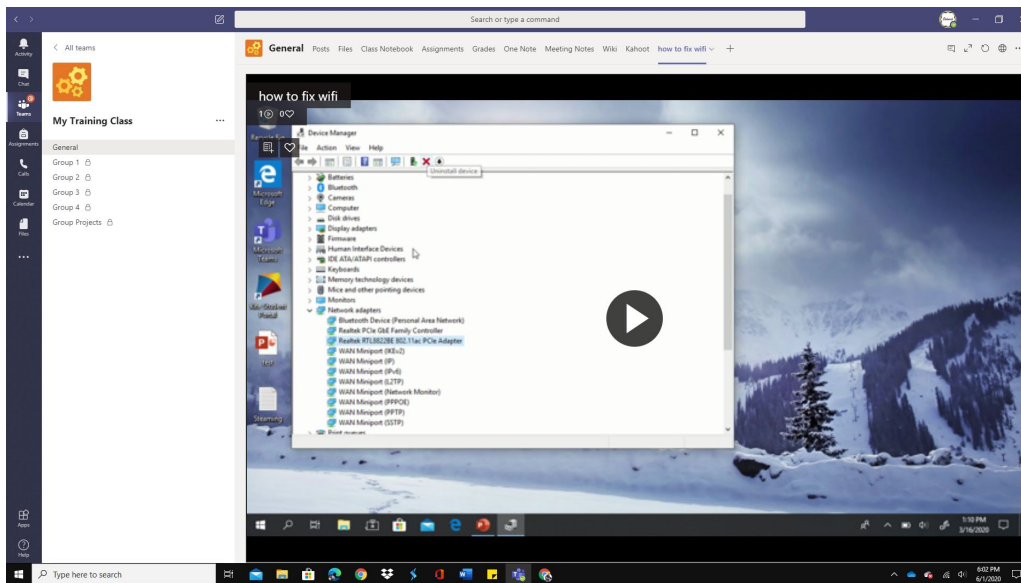 Search or type a command
Activity
Chat
Teams
Assignments
Calls
Calendar
Files
Apps
Help
All teams
My Training Class
General
Group 1
Group 2
Group 3
Group 4
Group Projects
General Posts Files Class Notebook Assignments Grades One Note Meeting Notes Wiki Kahoot how to fix wifi
how to fix wifi
1 0
Device Manager
File Action View Help
Uninstall device
Batteries
Bluetooth
Cameras
Computer
Disk drives
Display adapters
Firmware
Human Interface Devices
IDE ATA/ATAPI controllers
Keyboards
Memory technology devices
Mice and other pointing devices
Monitors
Network adapters
Bluetooth Device (Personal Area Network)
Realtek PCIe GbE Family Controller
Realtek RTL8822BE 802.11ac PCIe Adapter
WAN Miniport (IKEv2)
WAN Miniport (IP)
WAN Miniport (IPv6)
WAN Miniport (L2TP)
WAN Miniport (Network Monitor)
WAN Miniport (PPPOE)
WAN Miniport (PPTP)
WAN Miniport (SSTP)
Print queues
Microsoft
Edge
Microsoft
Teams
Portal
Steaming
1:10 PM
3/16/2020
Type here to search
6:02 PM
6/1/2020